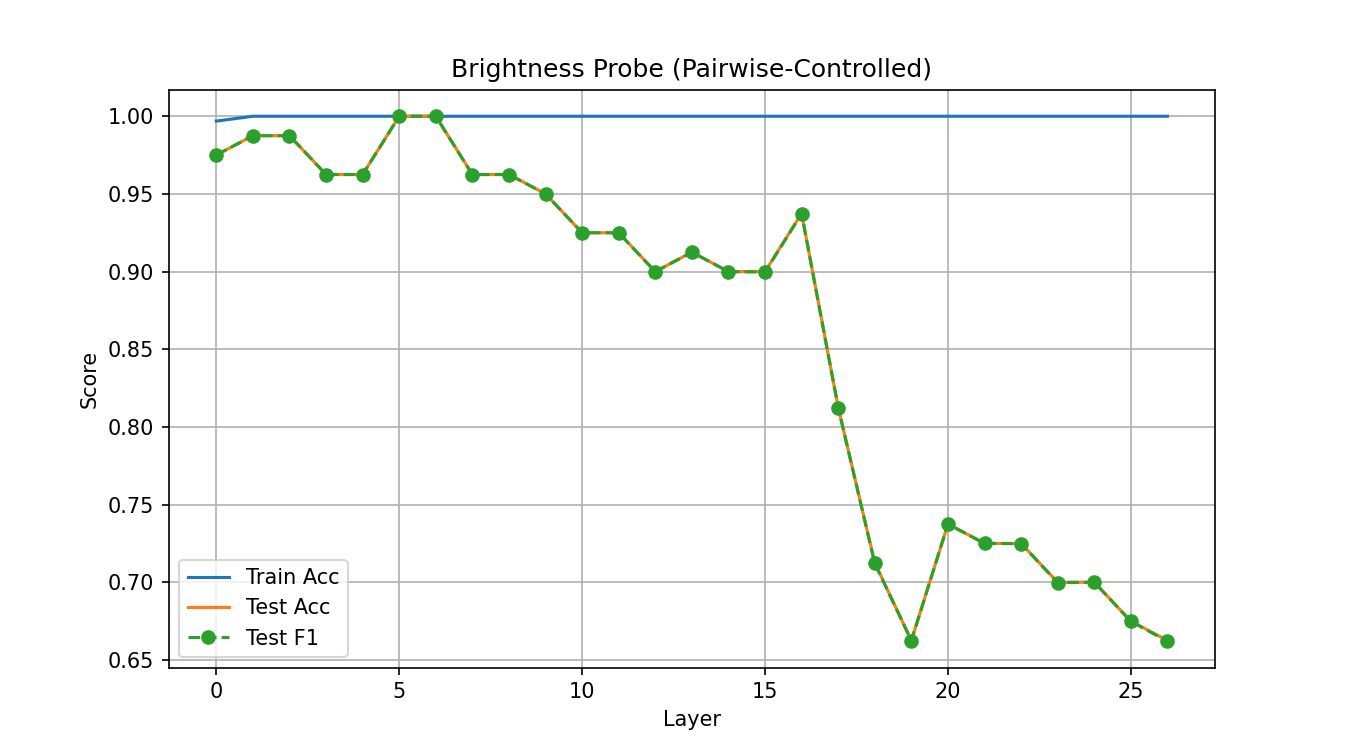 Brightness Probe (Pairwise-Controlled)
1.00
0.95
0.90
0.85
0.80
0.75
0.70
0.65
Score
Train Acc
Test Acc
Test F1
0 5 10 15 20 25
Layer